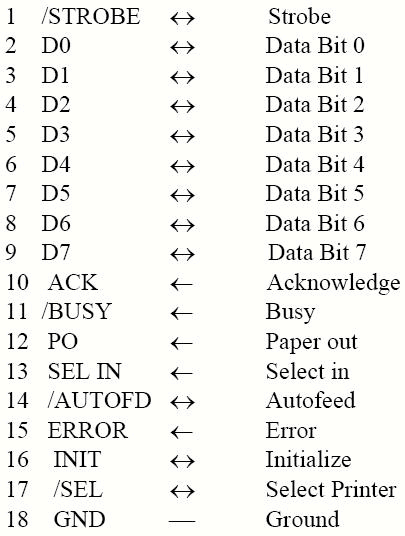 1 /STROBE ↔ Strobe
2 D0 ↔ Data Bit 0
3 D1 ↔ Data Bit 1
4 D2 ↔ Data Bit 2
5 D3 ↔ Data Bit 3
6 D4 ↔ Data Bit 4
7 D5 ↔ Data Bit 5
8 D6 ↔ Data Bit 6
9 D7 ↔ Data Bit 7
10 ACK ← Acknowledge
11 /BUSY ← Busy
12 PO ← Paper out
13 SEL IN ← Select in
14 /AUTOFD ↔ Autofeed
15 ERROR ← Error
16 INIT ↔ Initialize
17 /SEL ↔ Select Printer
18 GND — Ground